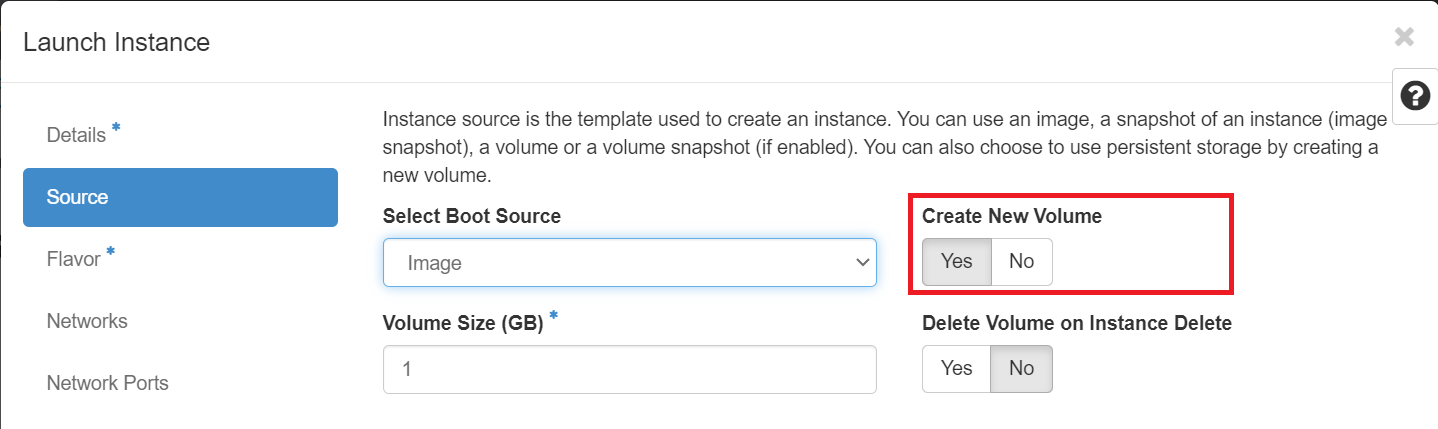 Launch Instance
Details *
Instance source is the template used to create an instance. You can use an image, a snapshot of an instance (image
snapshot), a volume or a volume snapshot (if enabled). You can also choose to use persistent storage by creating a
new volume.
Source
Flavor *
Networks
Network Ports
Select Boot Source
Image
Create New Volume
Yes No
Volume Size (GB) *
1
Delete Volume on Instance Delete
Yes No